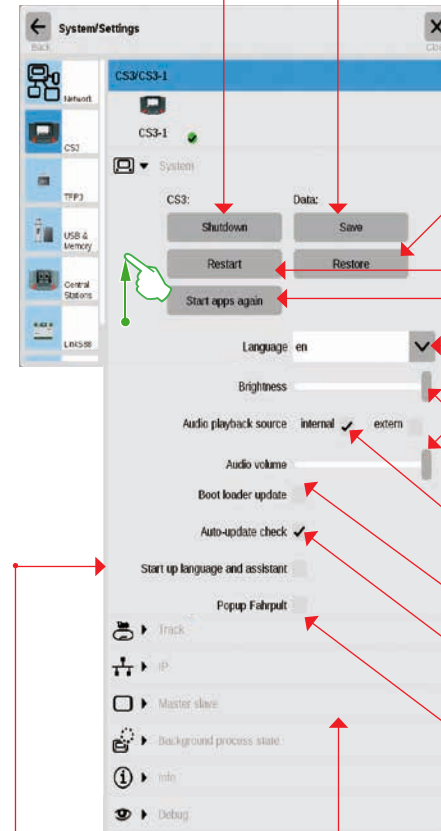 System/Settings
Back
Close
Network
CS3
TFP3
USB & Memory
Central Stations
LinkS88
CS3/CS3-1
CS3-1
System
CS3:
Data:
Shutdown
Save
Restart
Restore
Start apps again
Language en
Brightness
Audio playback source internal extern
Audio volume
Boot loader update
Auto-update check
Start up language and assistant
Popup Fahrpult
Track
IP
Master slave
Background process state
Info
Debug